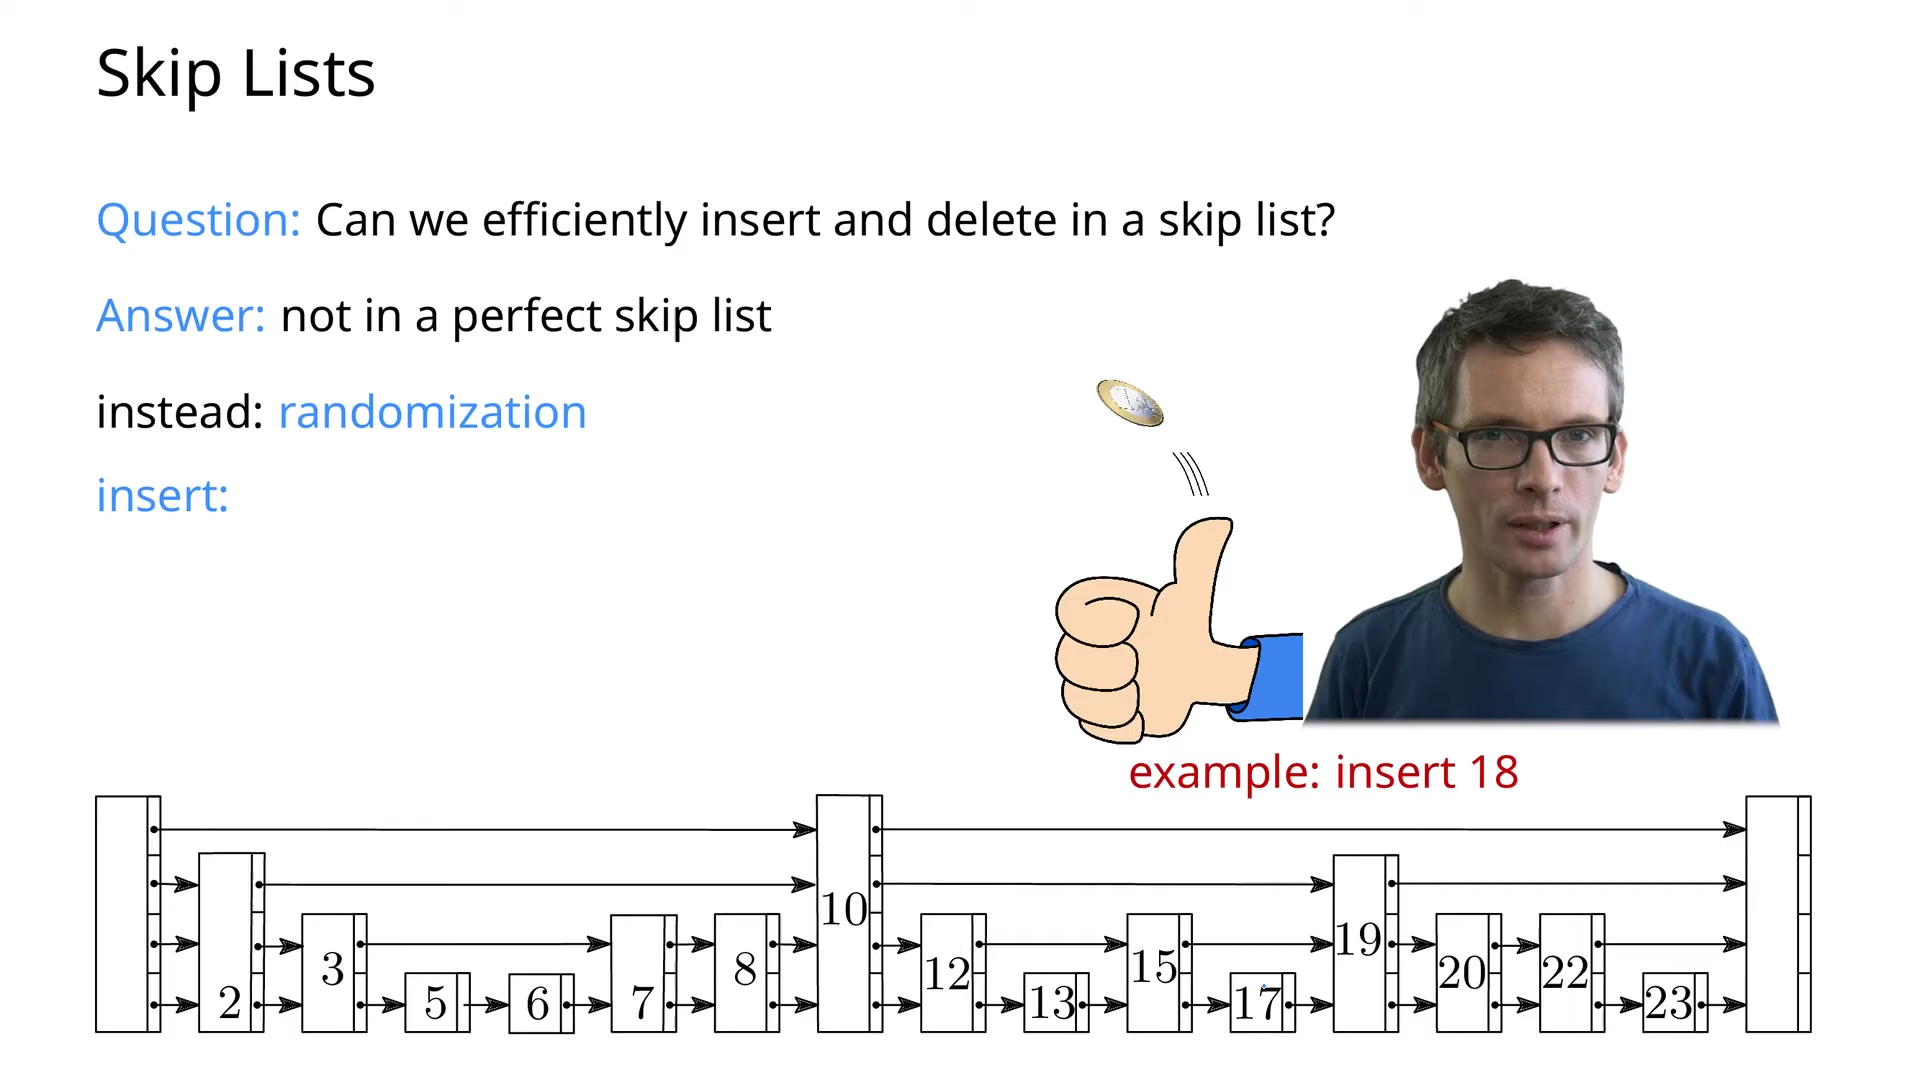 Skip Lists
Question: Can we efficiently insert and delete in a skip list?
Answer: not in a perfect skip list
instead: randomization
insert:
example: insert 18
2 3 5 6 7 8 10 12 13 15 17 19 20 22 23